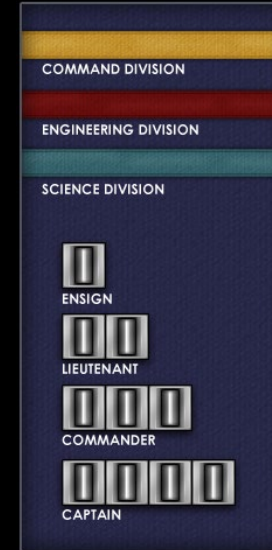 COMMAND DIVISION
ENGINEERING DIVISION
SCIENCE DIVISION
ENSIGN
LIEUTENANT
COMMANDER
CAPTAIN